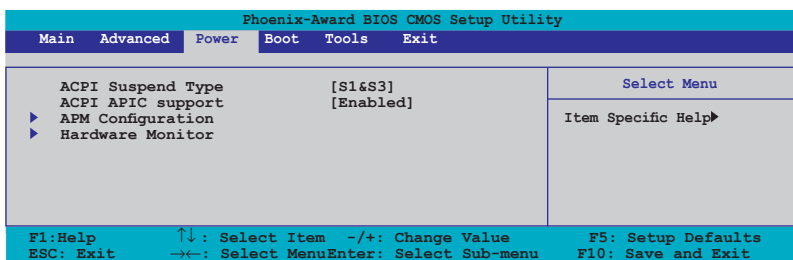 Phoenix-Award BIOS CMOS Setup Utility
Main Advanced Power Boot Tools Exit
ACPI Suspend Type [S1&S3]
ACPI APIC support [Enabled]
APM Configuration
Hardware Monitor
Select Menu
Item Specific Help
F1:Help ↑↓: Select Item -/+: Change Value F5: Setup Defaults
ESC: Exit →←: Select MenuEnter: Select Sub-menu F10: Save and Exit